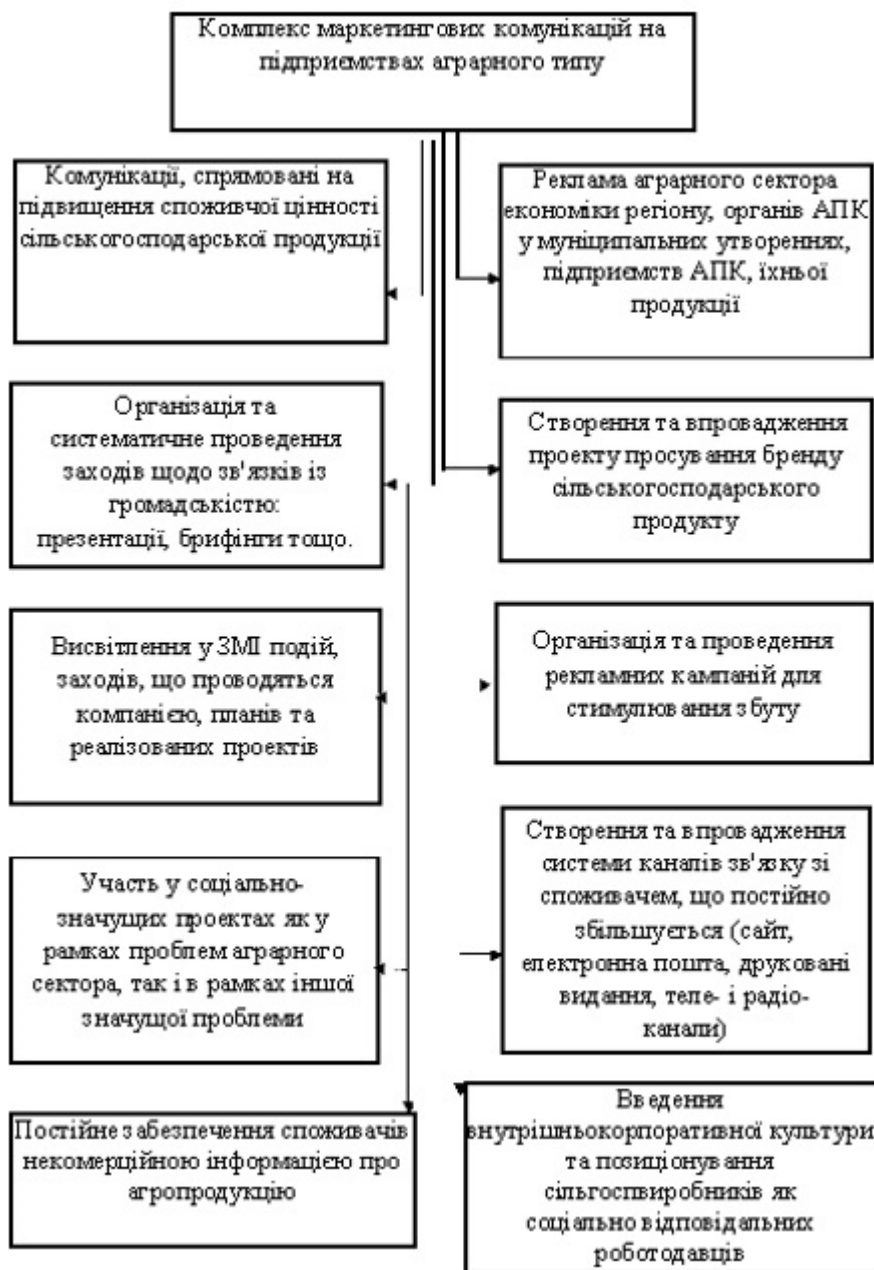 Комплекс маркетингових комунікацій на
підприємствах аграрного типу
Комунікації, спрямовані на
підвищення споживчої цінності
сільськогосподарської продукції
Реклама аграрного сектора
економіки регіону, органів АПК
у муніципальних утвореннях,
підприємств АПК, їхньої
продукції
Організація та
систематичне проведення
заходів щодо зв'язків із
громадськістю:
презентації, брифінги тощо.
Створення та впровадження
проекту просування бренду
сільськогосподарського
продукту
Висвітлення у ЗМІ подій,
заходів, що проводяться
компанією, планів та
реалізованих проектів
Організація та проведення
рекламних кампаній для
стимулювання збуту
Участь у соціально-
значущих проектах як у
рамках проблем аграрного
сектора, так і в рамках іншої
значущої проблеми
Створення та впровадження
системи каналів зв'язку зі
споживачем, що постійно
збільшується (сайт,
електронна пошта, друковані
видання, теле- і радіо-
канали)
Постійне забезпечення споживачів
некомерційною інформацією про
агропродукцію
Введення
внутрішньокорпоративної культури
та позиціонування
сільгоспвиробників як
соціально відповідальних
роботодавців